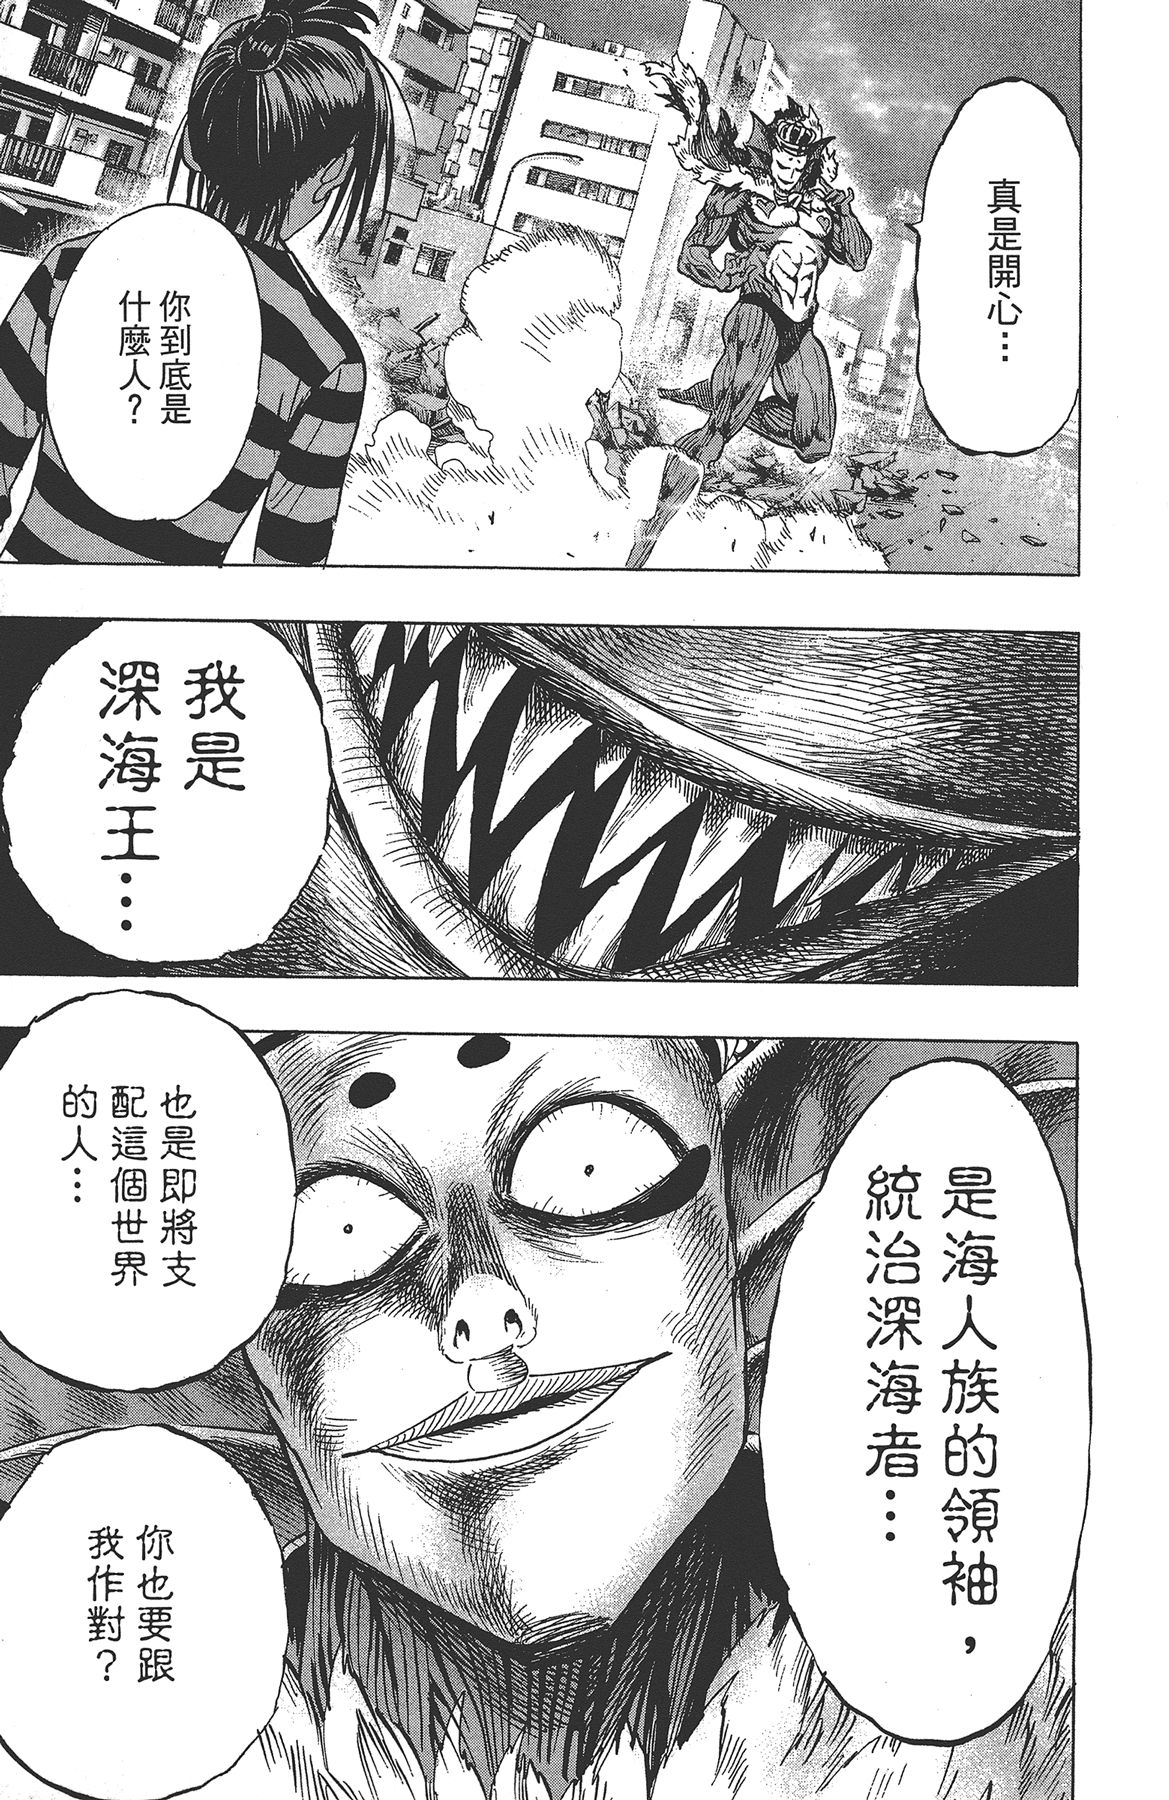 真是開心…
你到底是
什麼人？
我是
深海王…
是海人族的領袖，
統治深海者…
也是即將支
配這個世界
的人…
你也要跟
我作對？